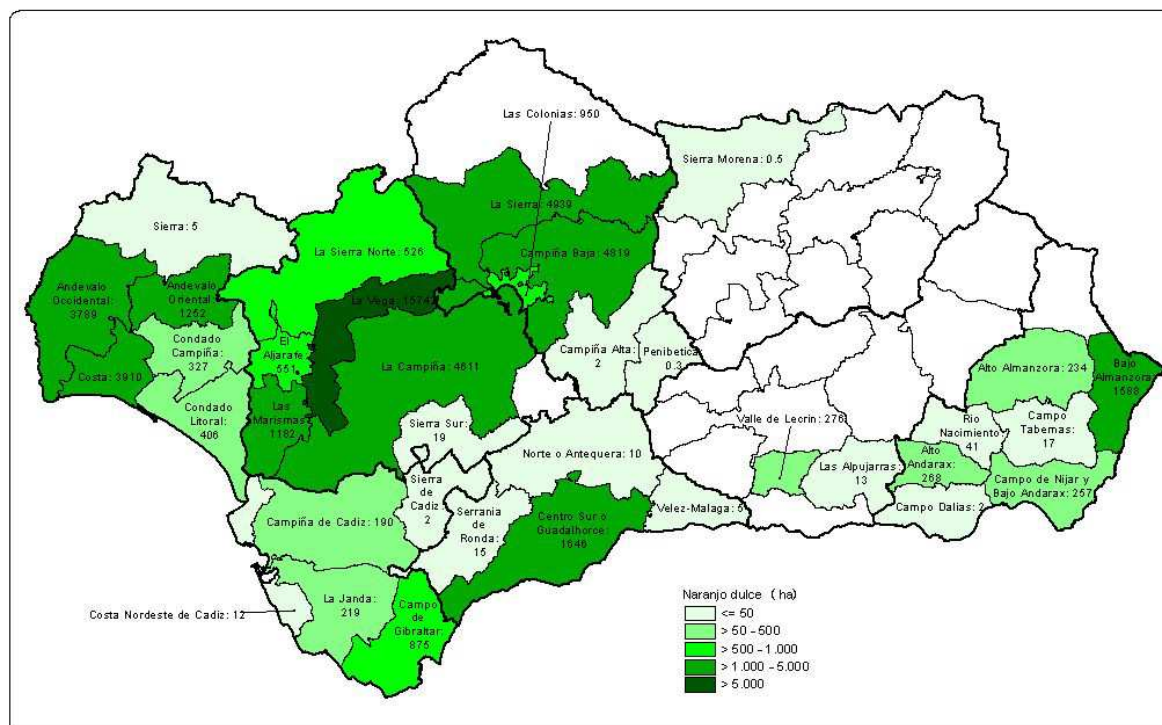 Las Colonias: 950
Sierra Morena: 0.5
La Sierra: 4939
Sierra: 5
La Sierra Norte: 526
Campiña Baja: 4819
Andevalo
Occidental:
3789
Andevalo
Oriental:
1252
La Vega: 15742
Condado
Campiña:
327
El
Aljarafe:
551
Campiña Alta:
2
Penibetica:
0.3
Alto Almanzora: 234
Bajo
Almanzora:
1588
Costa: 3910
La Campiña: 4611
Condado
Litoral:
406
Las
Marismas:
1182
Sierra Sur:
19
Valle de Lecrin: 276
Rio
Nacimiento:
41
Campo
Tabernas:
17
Norte o Antequera: 10
Las Alpujarras:
13
Alto
Andarax:
268
Campo de Nijar y
Bajo Andarax: 257
Sierra
de
Cadiz:
2
Campiña de Cadiz: 190
Serrania
de
Ronda:
15
Centro Sur o
Guadalhorce:
1646
Velez-Malaga: 5
Campo Dalias: 2
La Janda:
219
Campo
de
Gibraltar:
875
Costa Nordeste de Cadiz: 12
Naranjo dulce (ha)
<= 50
> 50 - 500
> 500 - 1.000
> 1.000 - 5.000
> 5.000